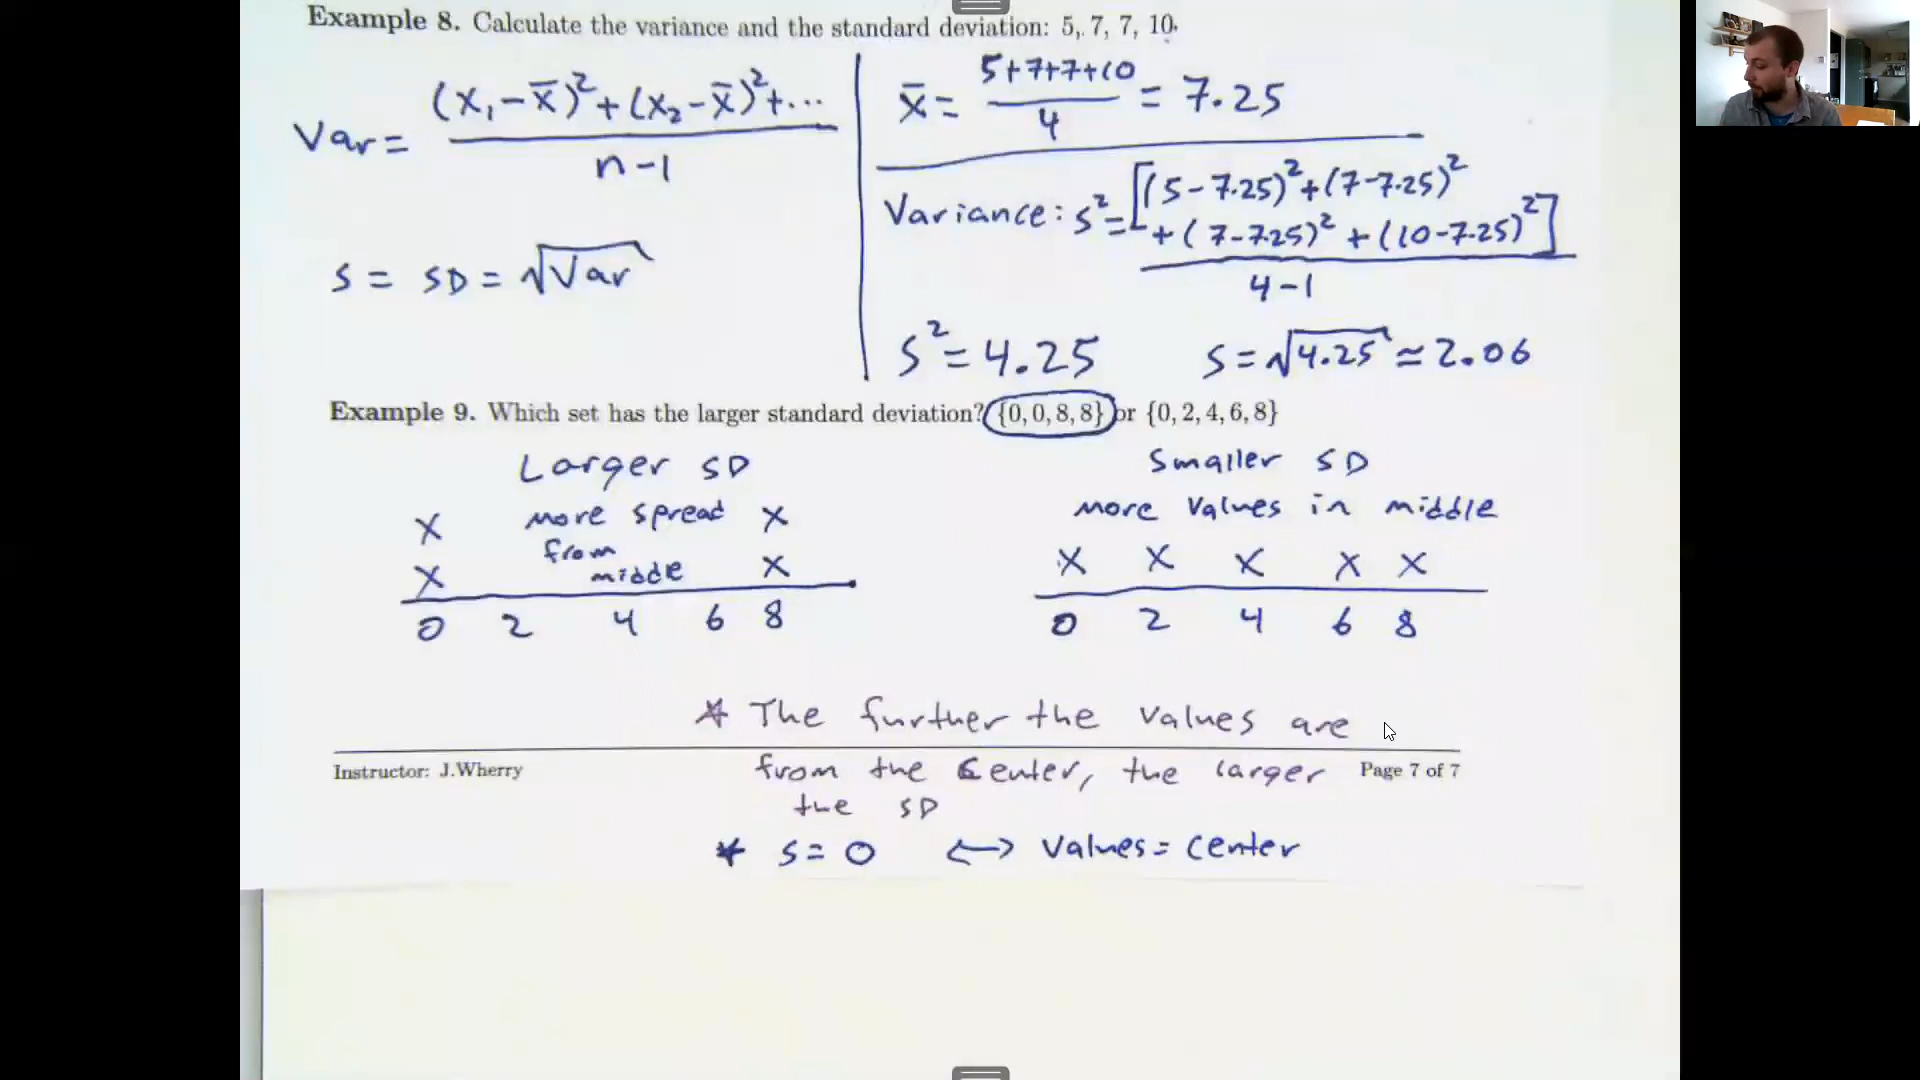 Example 8. Calculate the variance and the standard deviation: 5, 7, 7, 10.
Var = ((x₁ - x̄)² + (x₂ - x̄)² + ...) / (n - 1)
s = SD = √Var
x̄ = (5+7+7+10) / 4 = 7.25
Variance: s² = [(5 - 7.25)² + (7 - 7.25)²
+ (7 - 7.25)² + (10 - 7.25)²]
4 - 1
s² = 4.25 s = √4.25 ≃ 2.06
Example 9. Which set has the larger standard deviation? {0, 0, 8, 8} or {0, 2, 4, 6, 8}
Larger SD
more spread
from
middle
X X
X X
0 2 4 6 8
Smaller SD
more values in middle
X X X X X
0 2 4 6 8
* The further the values are
from the center, the larger
the SD
* s = 0 ⟷ values = center
Instructor: J.Wherry
Page 7 of 7